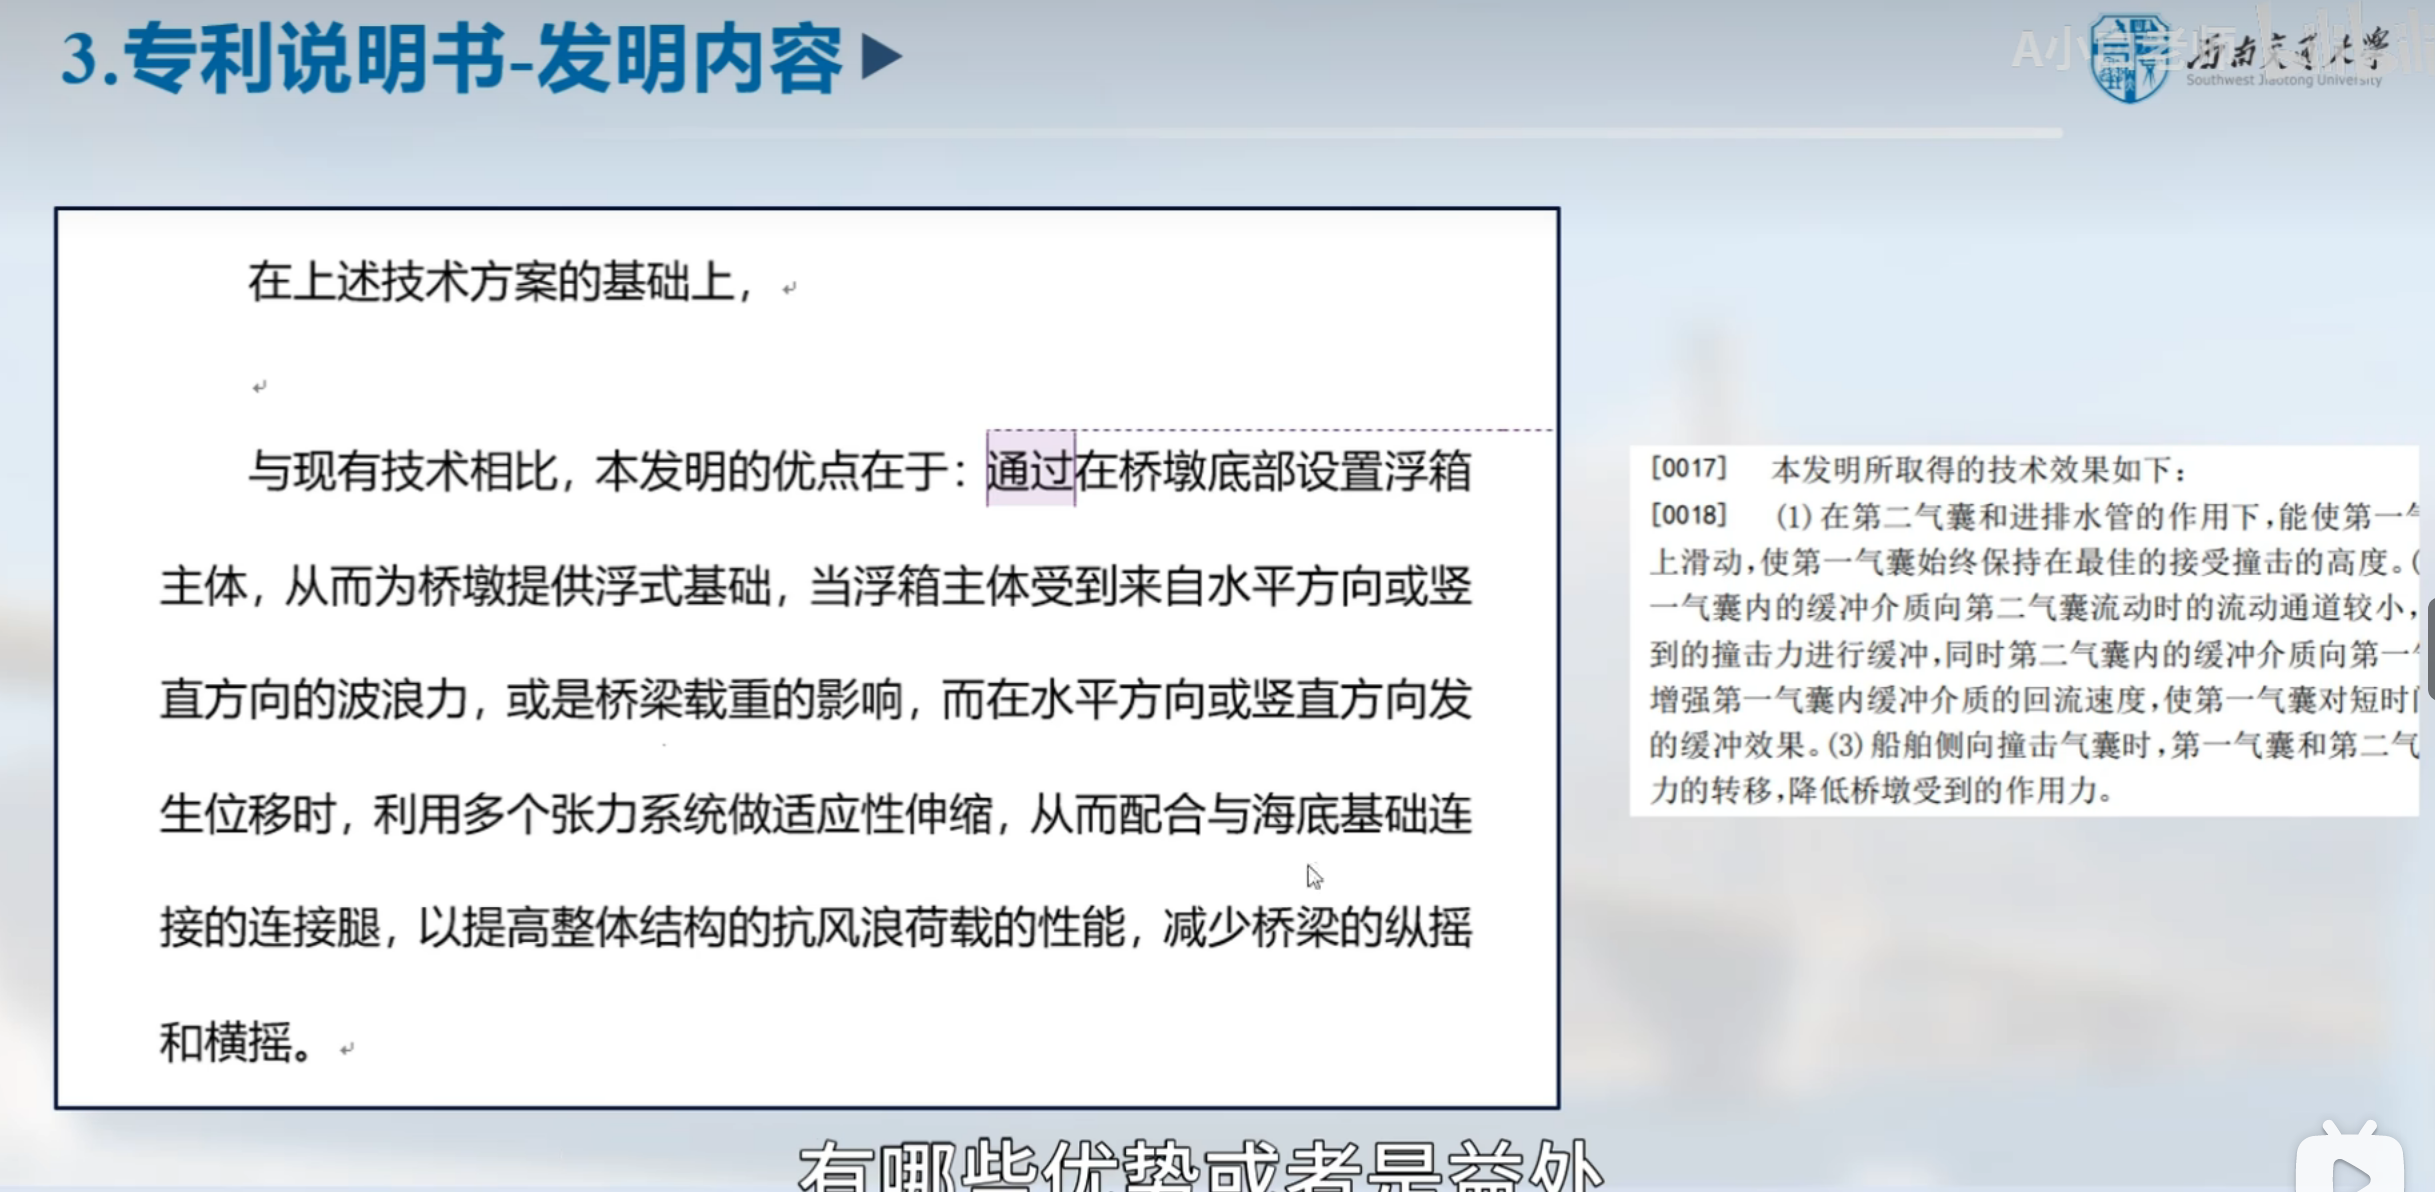 3.专利说明书-发明内容
A小白老师
西南交通大学
Southwest Jiaotong University
在上述技术方案的基础上，
与现有技术相比，本发明的优点在于：通过在桥墩底部设置浮箱
主体，从而为桥墩提供浮式基础，当浮箱主体受到来自水平方向或竖
直方向的波浪力，或是桥梁载重的影响，而在水平方向或竖直方向发
生位移时，利用多个张力系统做适应性伸缩，从而配合与海底基础连
接的连接腿，以提高整体结构的抗风浪荷载的性能，减少桥梁的纵摇
和横摇。
[0017] 本发明所取得的技术效果如下：
[0018] (1)在第二气囊和进排水管的作用下,能使第一
上滑动,使第一气囊始终保持在最佳的接受撞击的高度。(
一气囊内的缓冲介质向第二气囊流动时的流动通道较小,
到的撞击力进行缓冲,同时第二气囊内的缓冲介质向第一
增强第一气囊内缓冲介质的回流速度,使第一气囊对短时
的缓冲效果。(3)船舶侧向撞击气囊时,第一气囊和第二气
力的转移,降低桥墩受到的作用力。
有哪些优势或者是益处